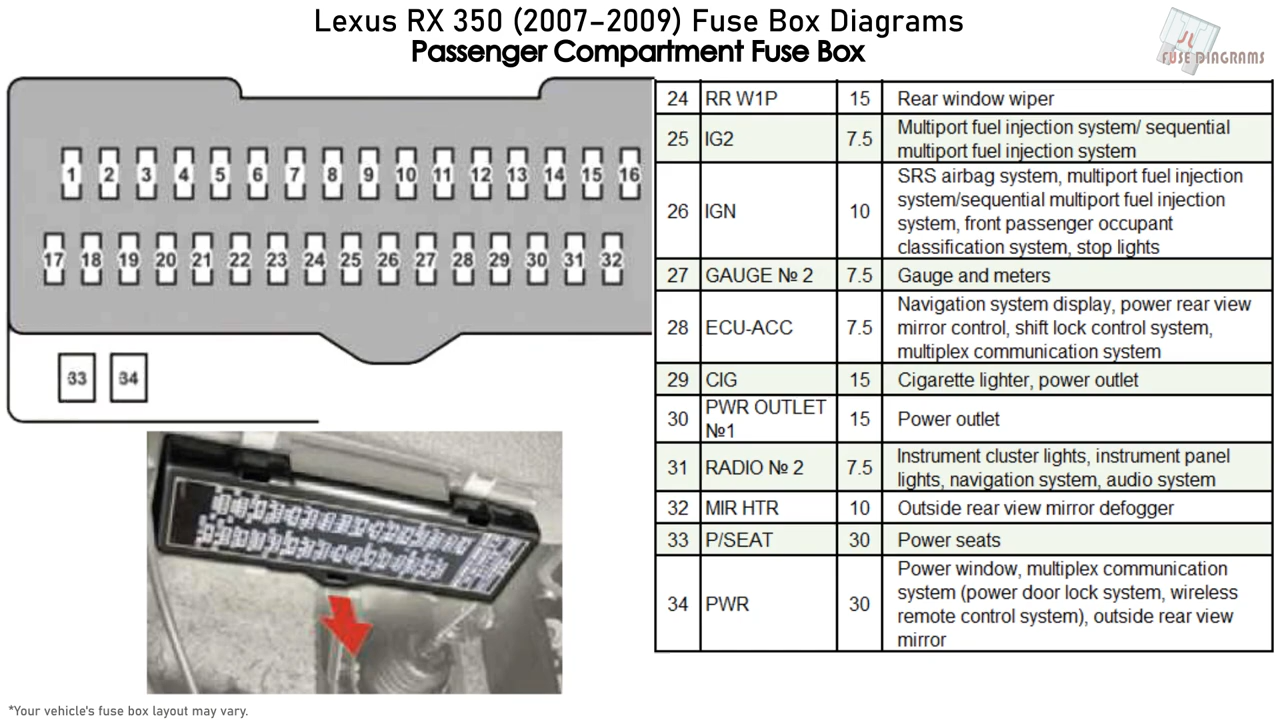 Lexus RX 350 (2007–2009) Fuse Box Diagrams
Passenger Compartment Fuse Box
JL
FUSE DIAGRAMS
1 2 3 4 5 6 7 8 9 10 11 12 13 14 15 16
17 18 19 20 21 22 23 24 25 26 27 28 29 30 31 32
33 34
24 RR W1P 15 Rear window wiper
25 IG2 7.5 Multiport fuel injection system/ sequential
multiport fuel injection system
26 IGN 10 SRS airbag system, multiport fuel injection
system/sequential multiport fuel injection
system, front passenger occupant
classification system, stop lights
27 GAUGE № 2 7.5 Gauge and meters
28 ECU-ACC 7.5 Navigation system display, power rear view
mirror control, shift lock control system,
multiplex communication system
29 CIG 15 Cigarette lighter, power outlet
30 PWR OUTLET
№1 15 Power outlet
31 RADIO № 2 7.5 Instrument cluster lights, instrument panel
lights, navigation system, audio system
32 MIR HTR 10 Outside rear view mirror defogger
33 P/SEAT 30 Power seats
34 PWR 30 Power window, multiplex communication
system (power door lock system, wireless
remote control system), outside rear view
mirror
*Your vehicle's fuse box layout may vary.